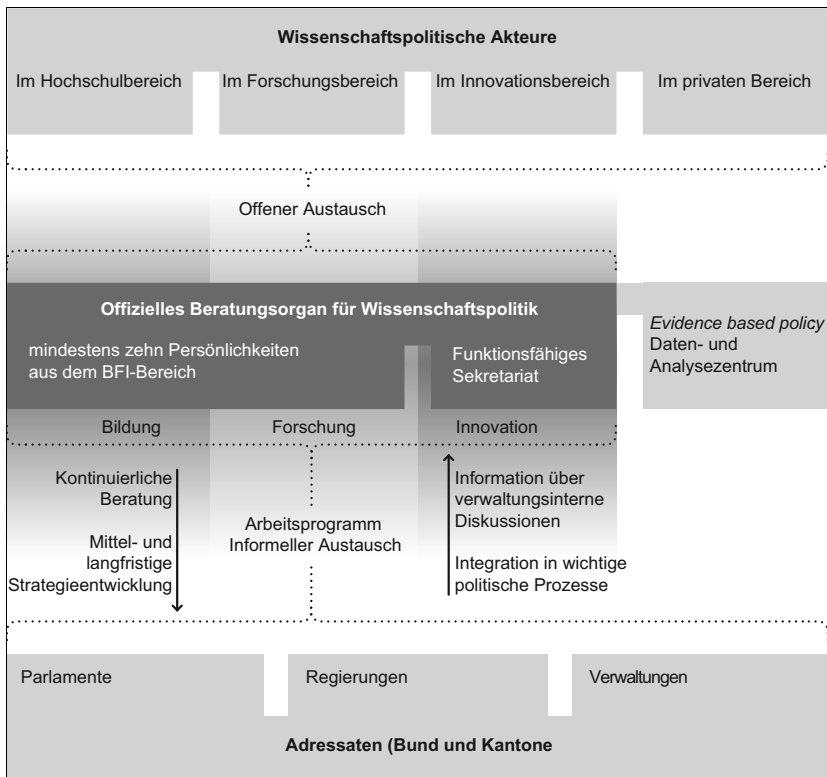 Wissenschaftspolitische Akteure
Im Hochschulbereich
Im Forschungsbereich
Im Innovationsbereich
Im privaten Bereich
Offener Austausch
Offizielles Beratungsorgan für Wissenschaftspolitik
mindestens zehn Persönlichkeiten
aus dem BFI-Bereich
Funktionsfähiges
Sekretariat
Evidence based policy
Daten- und
Analysezentrum
Bildung
Forschung
Innovation
Kontinuierliche
Beratung
Mittel- und
langfristige
Strategieentwicklung
Arbeitsprogramm
Informeller Austausch
Information über
verwaltungsinterne
Diskussionen
Integration in wichtige
politische Prozesse
Parlamente
Regierungen
Verwaltungen
Adressaten (Bund und Kantone